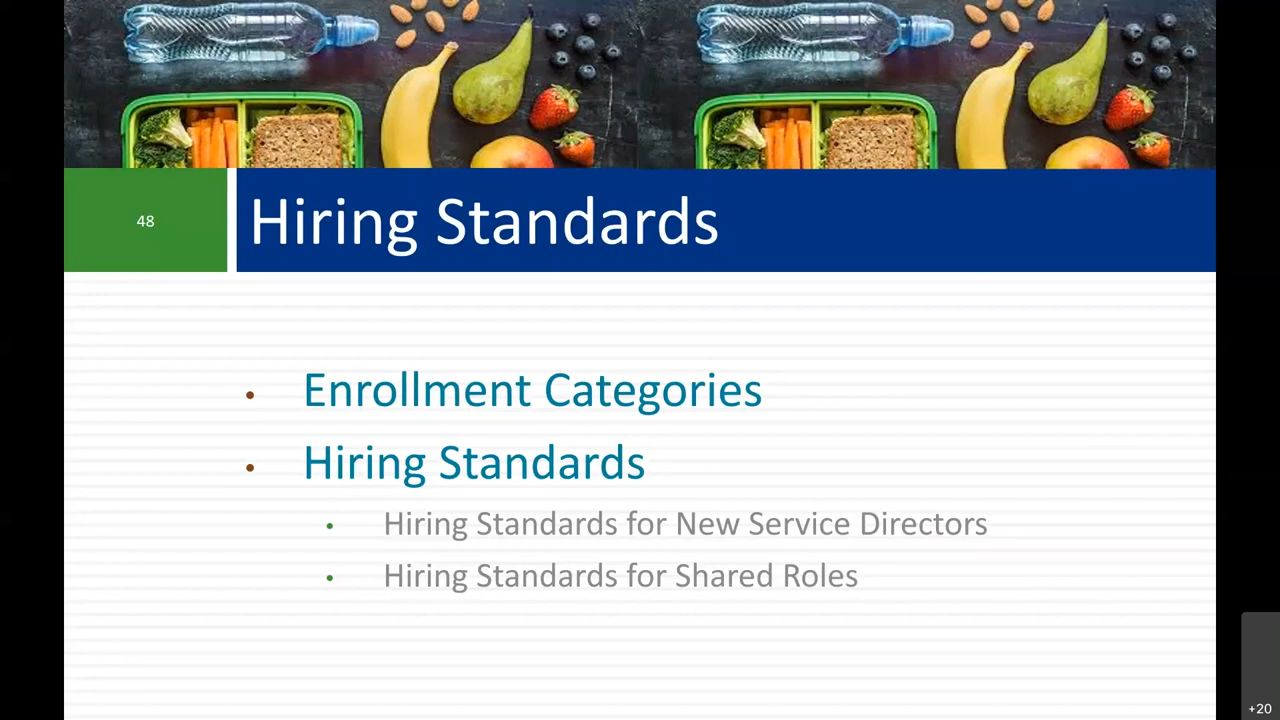 48
Hiring Standards
• Enrollment Categories
• Hiring Standards
• Hiring Standards for New Service Directors
• Hiring Standards for Shared Roles
+20